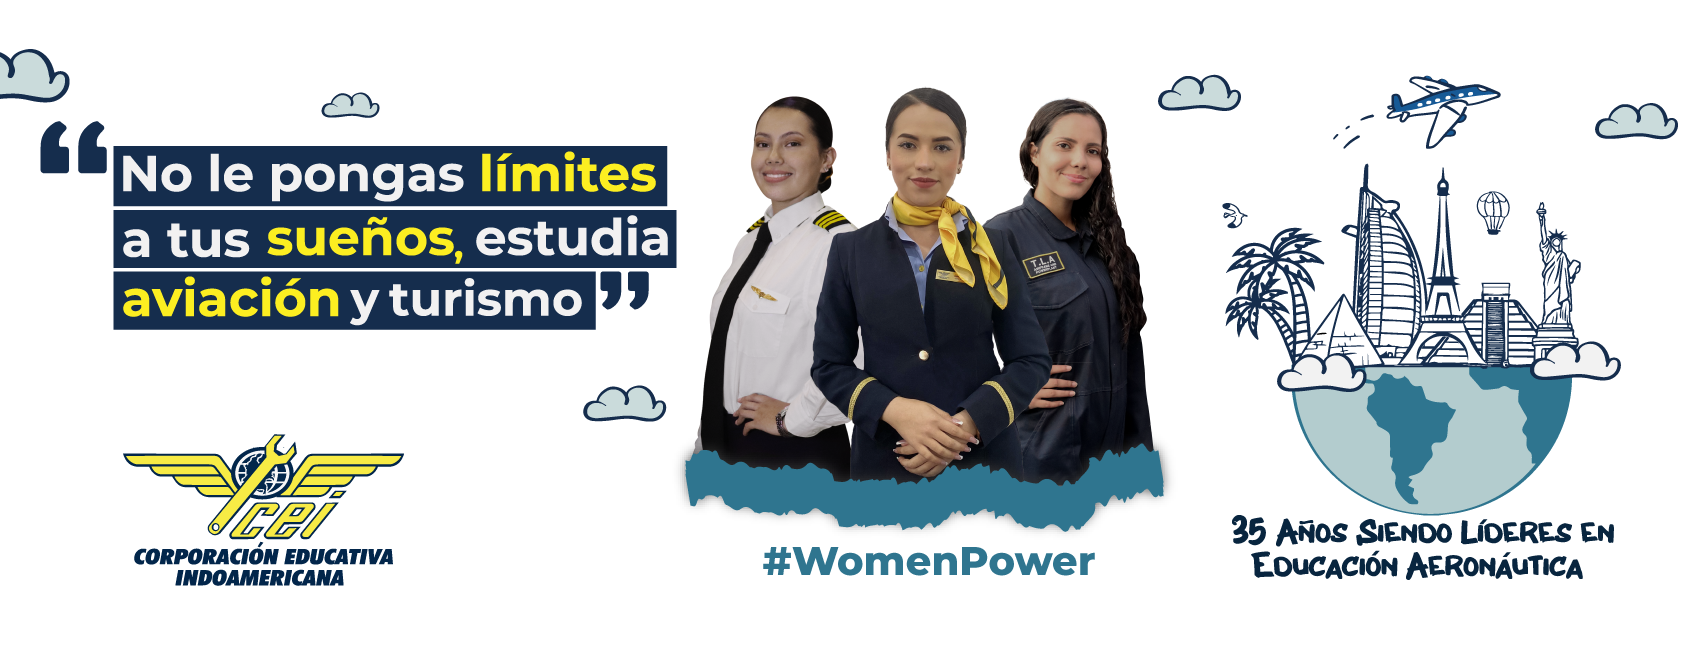 “No le pongas límites
a tus sueños, estudia
aviación y turismo”
cei
CORPORACIÓN EDUCATIVA
INDOAMERICANA
T.L.A
#WomenPower
35 AÑOS SIENDO LÍDERES EN
EDUCACIÓN AERONÁUTICA